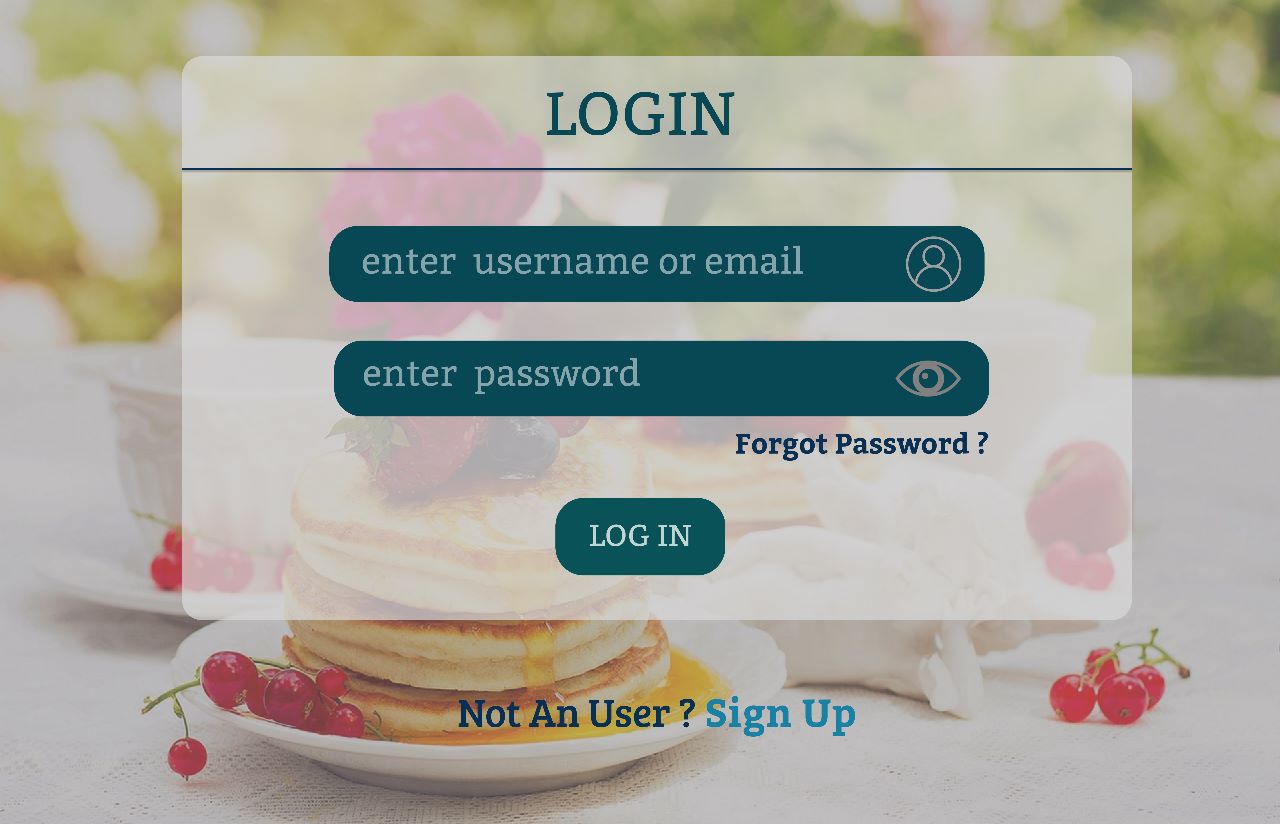 LOGIN
enter username or email
enter password
Forgot Password ?
LOG IN
Not An User ? Sign Up